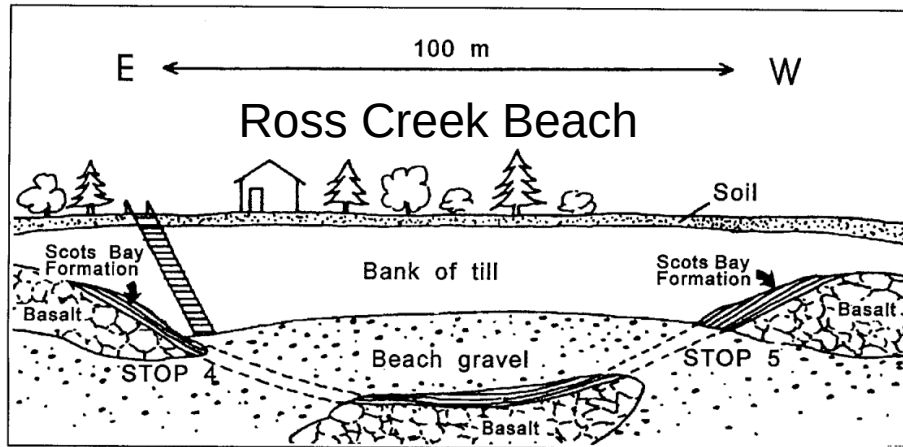 100 m
E
W
Ross Creek Beach
Soil
Scots Bay
Formation
Bank of till
Scots Bay
Formation
Basalt
Basalt
Beach gravel
STOP 4
STOP 5
Basalt